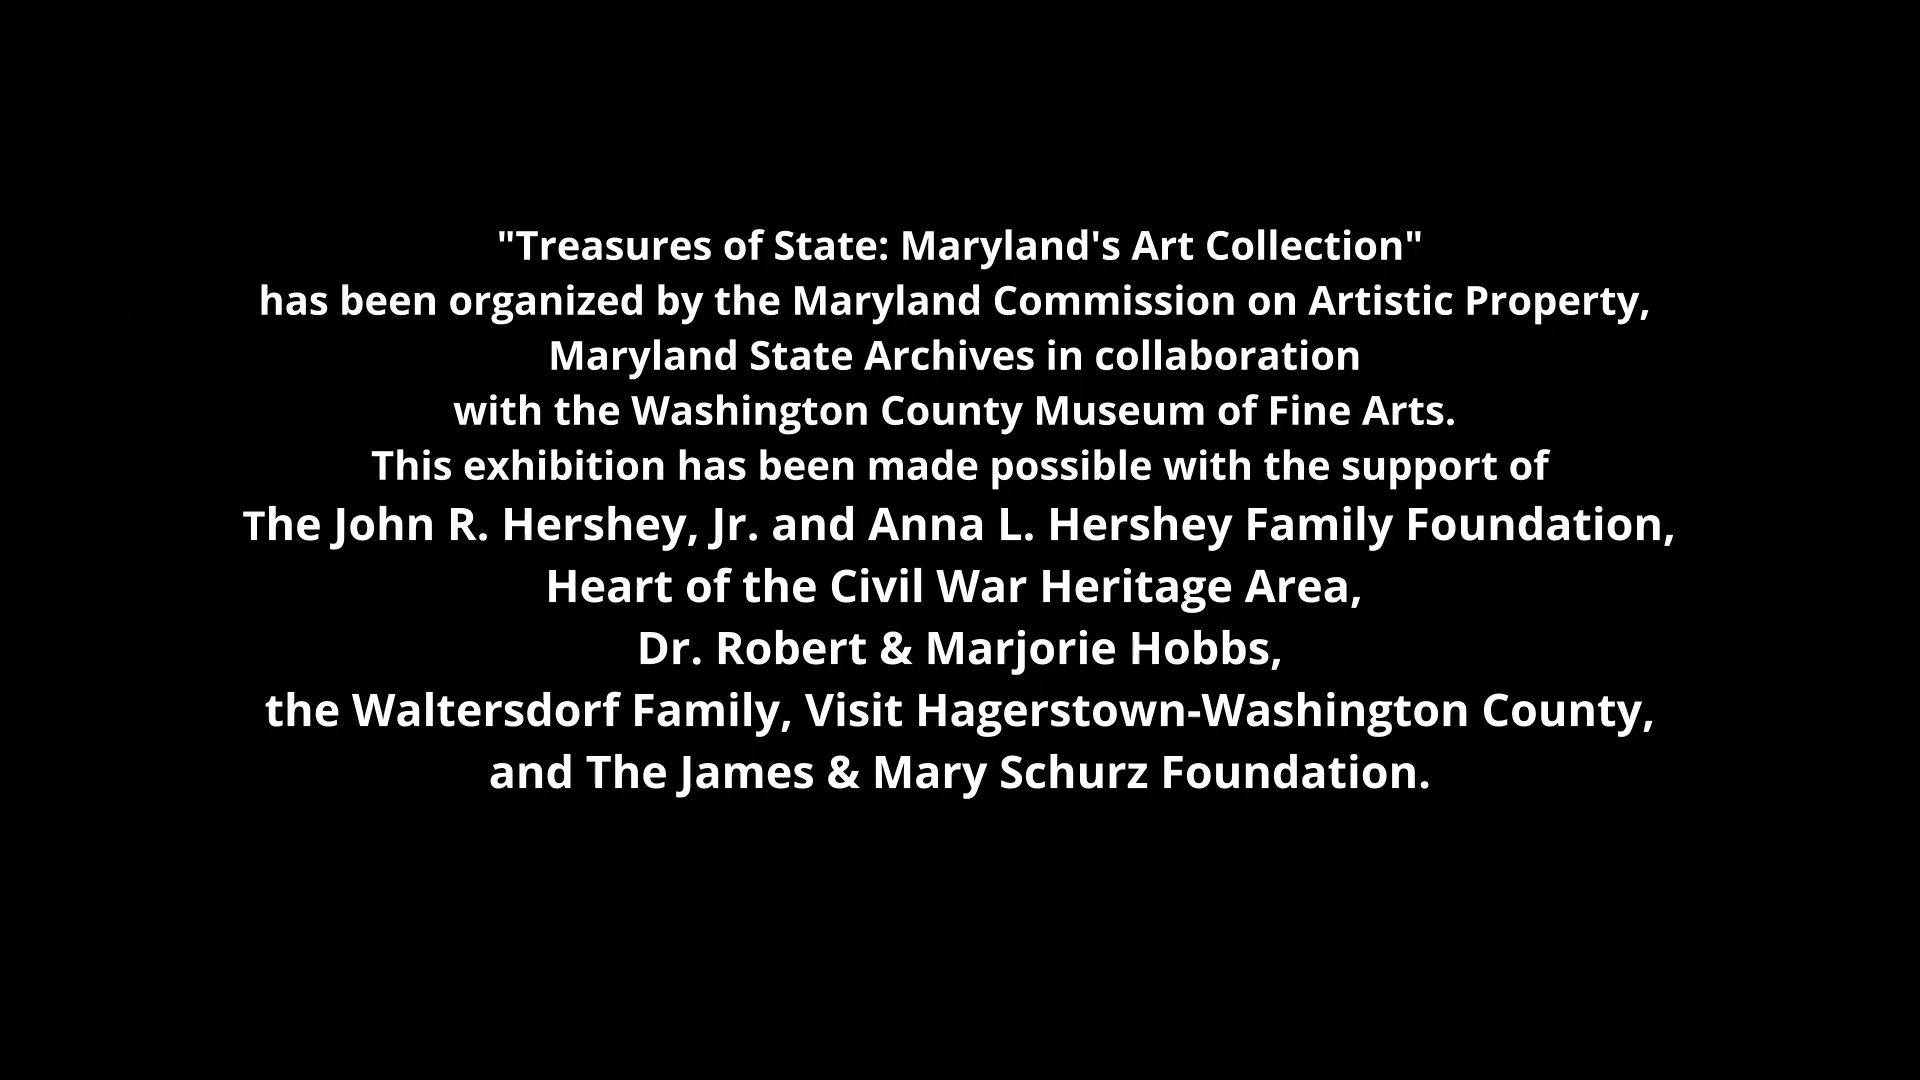 "Treasures of State: Maryland's Art Collection"
has been organized by the Maryland Commission on Artistic Property,
Maryland State Archives in collaboration
with the Washington County Museum of Fine Arts.
This exhibition has been made possible with the support of
The John R. Hershey, Jr. and Anna L. Hershey Family Foundation,
Heart of the Civil War Heritage Area,
Dr. Robert & Marjorie Hobbs,
the Waltersdorf Family, Visit Hagerstown-Washington County,
and The James & Mary Schurz Foundation.